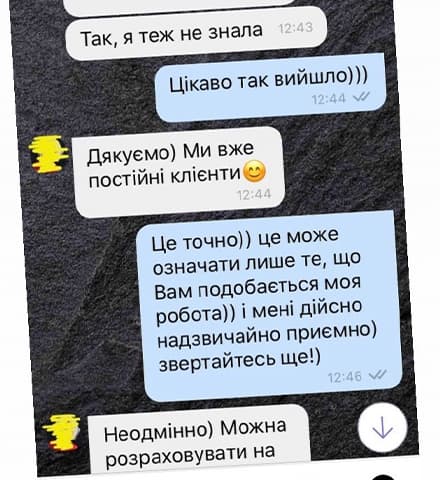 Так, я теж не знала 12:43
Цікаво так вийшло)))
12:44
Дякуємо) Ми вже
постійні клієнти😊
12:44
Це точно)) це може
означати лише те, що
Вам подобається моя
робота)) і мені дійсно
надзвичайно приємно)
звертайтесь ще!)
12:46
Неодмінно) Можна
розраховувати на